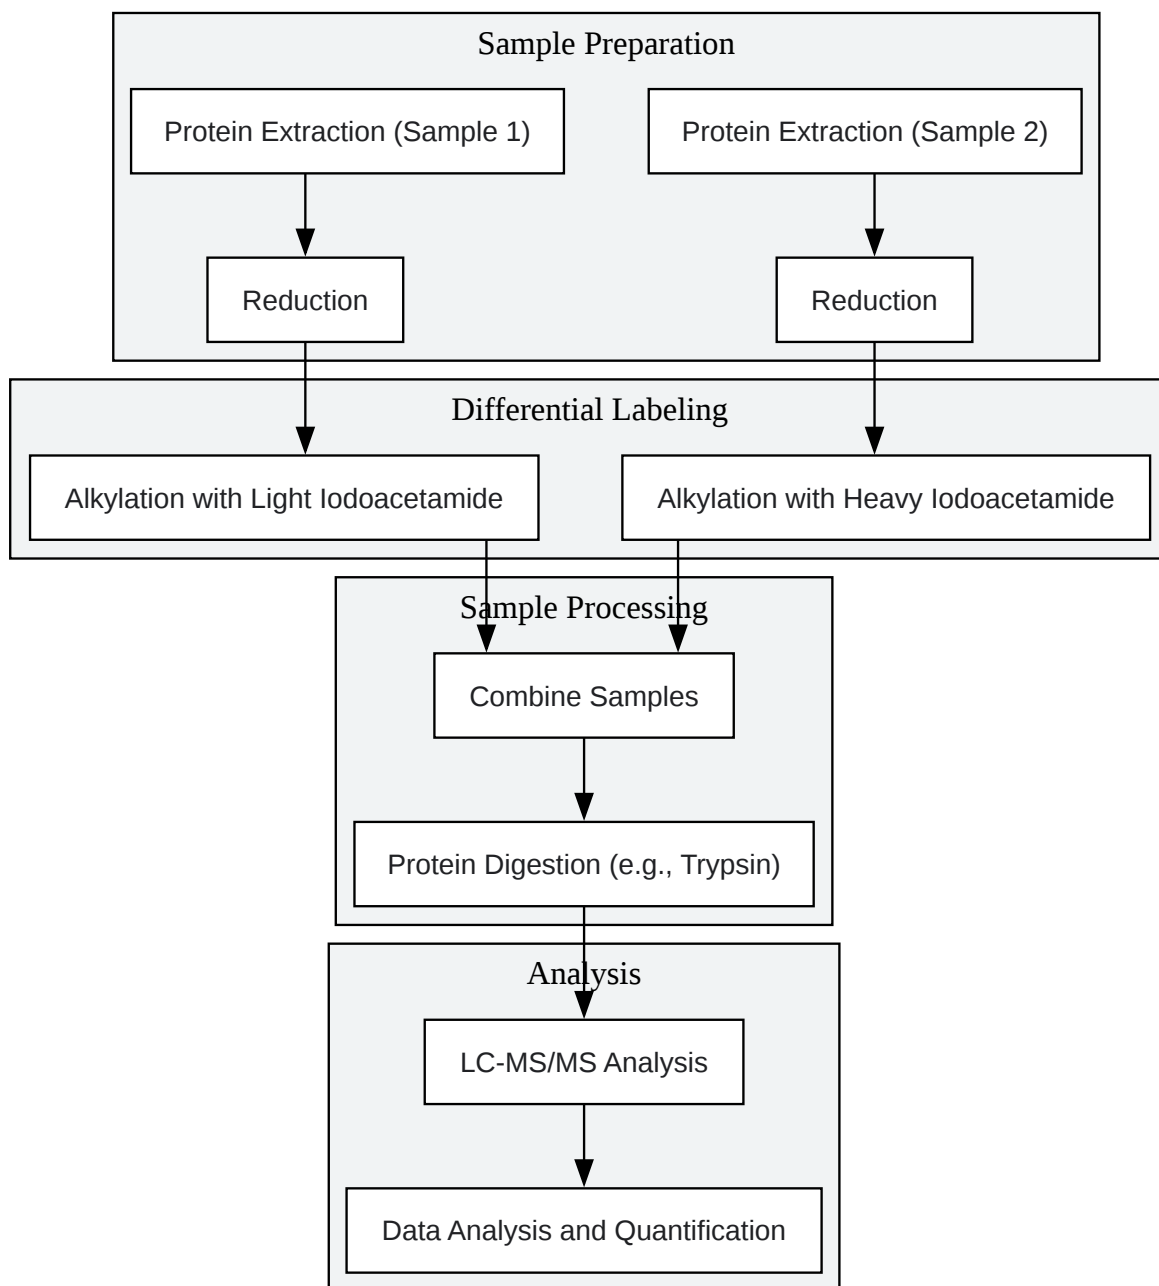 Sample Preparation
Protein Extraction (Sample 1)
Protein Extraction (Sample 2)
Reduction
Reduction
Differential Labeling
Alkylation with Light Iodoacetamide
Alkylation with Heavy Iodoacetamide
Sample Processing
Combine Samples
Protein Digestion (e.g., Trypsin)
Analysis
LC-MS/MS Analysis
Data Analysis and Quantification